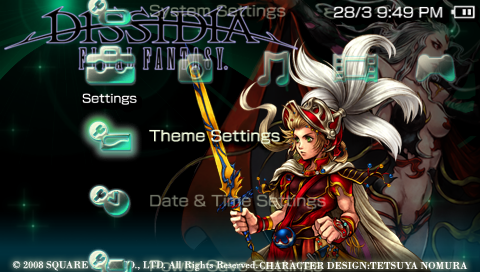 System Settings
28/3 9:49 PM
DISSIDIA
FINAL FANTASY.
Settings
Theme Settings
Date & Time Settings
© 2008 SQUARE CO., LTD. All Rights Reserved. CHARACTER DESIGN:TETSUYA NOMURA